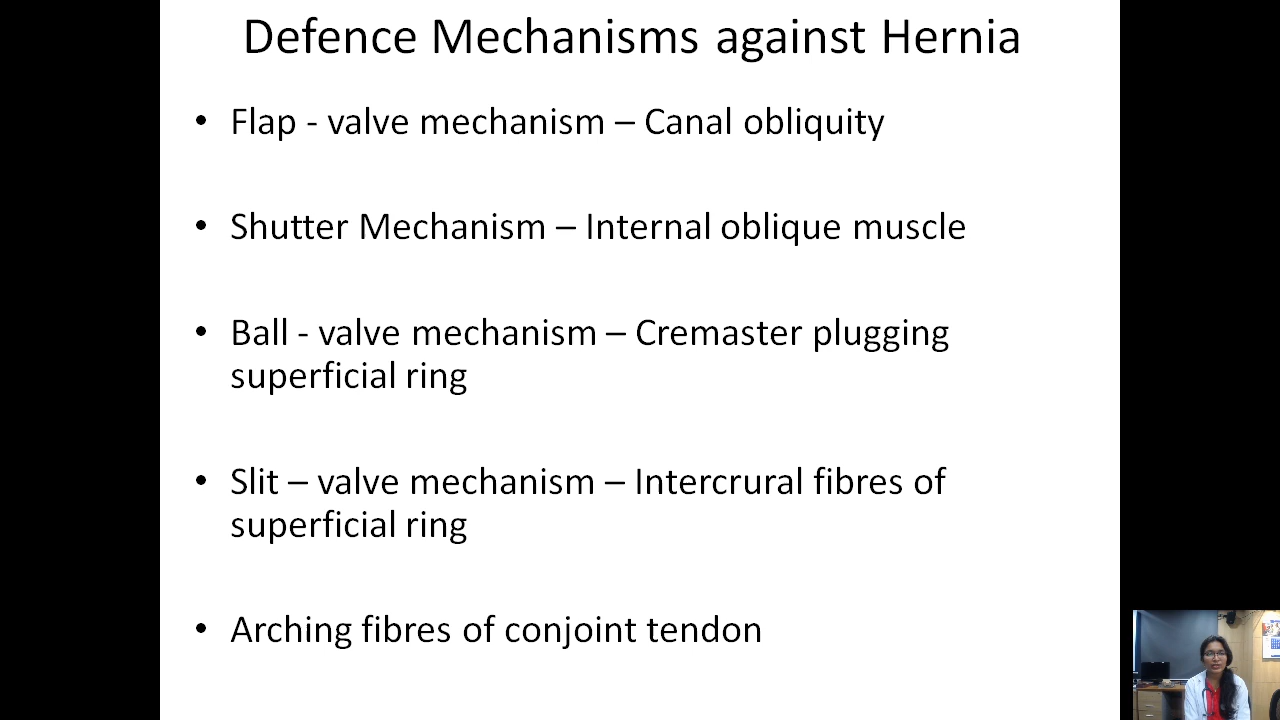 Defence Mechanisms against Hernia
• Flap - valve mechanism – Canal obliquity
• Shutter Mechanism – Internal oblique muscle
• Ball - valve mechanism – Cremaster plugging
superficial ring
• Slit – valve mechanism – Intercrural fibres of
superficial ring
• Arching fibres of conjoint tendon